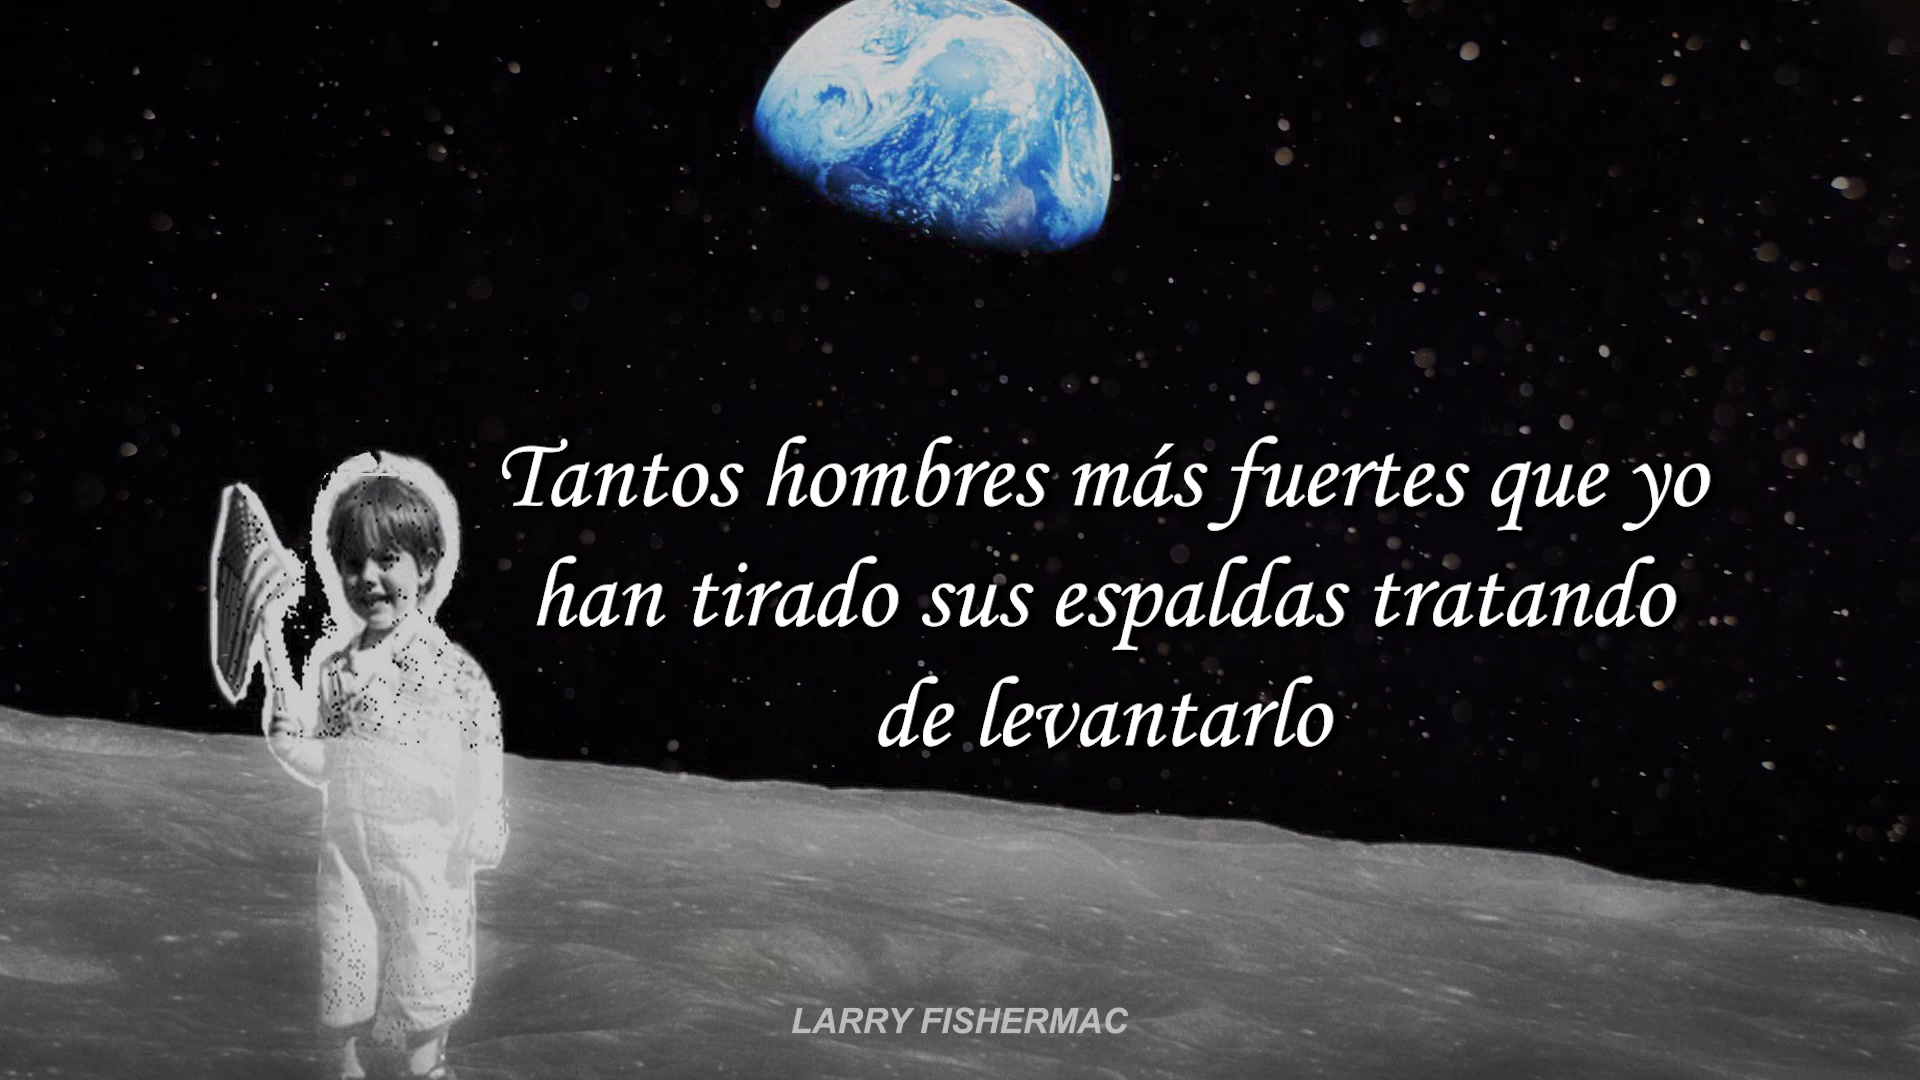 Tantos hombres más fuertes que yo
han tirado sus espaldas tratando
de levantarlo
LARRY FISHERMAC